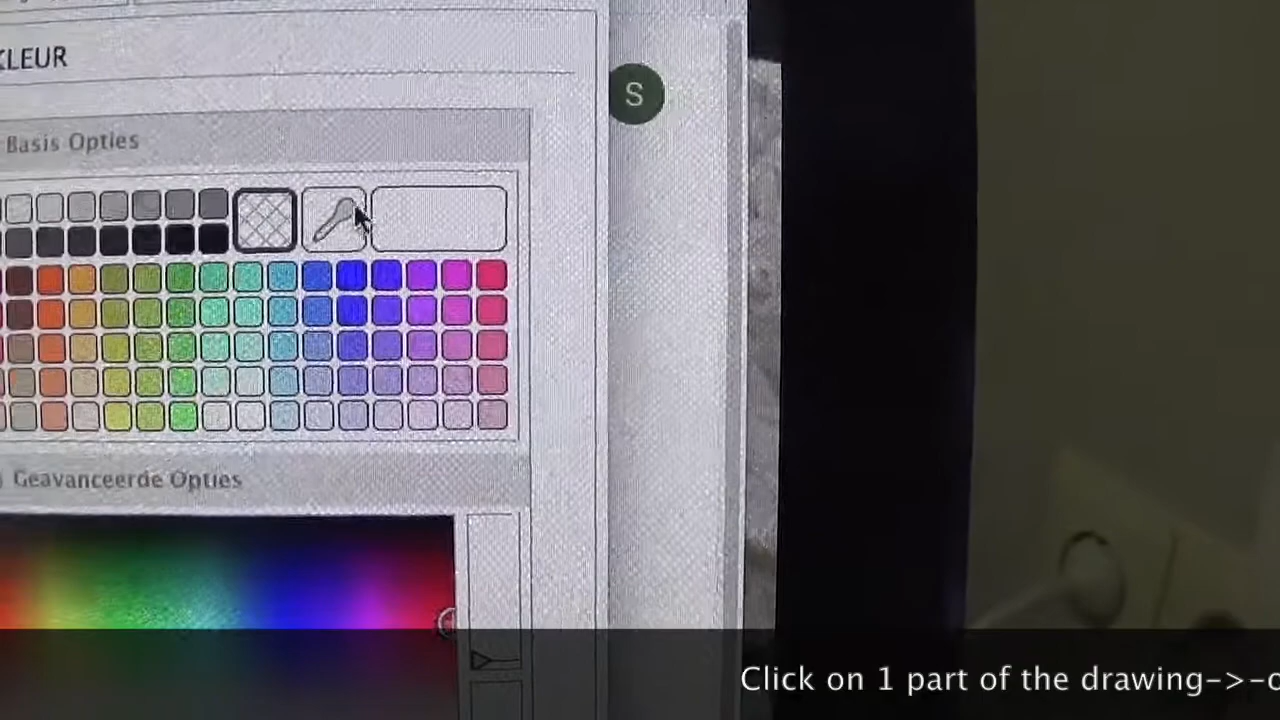 KLEUR
S
Basis Opties
Geavanceerde Opties
Click on 1 part of the drawing->-c